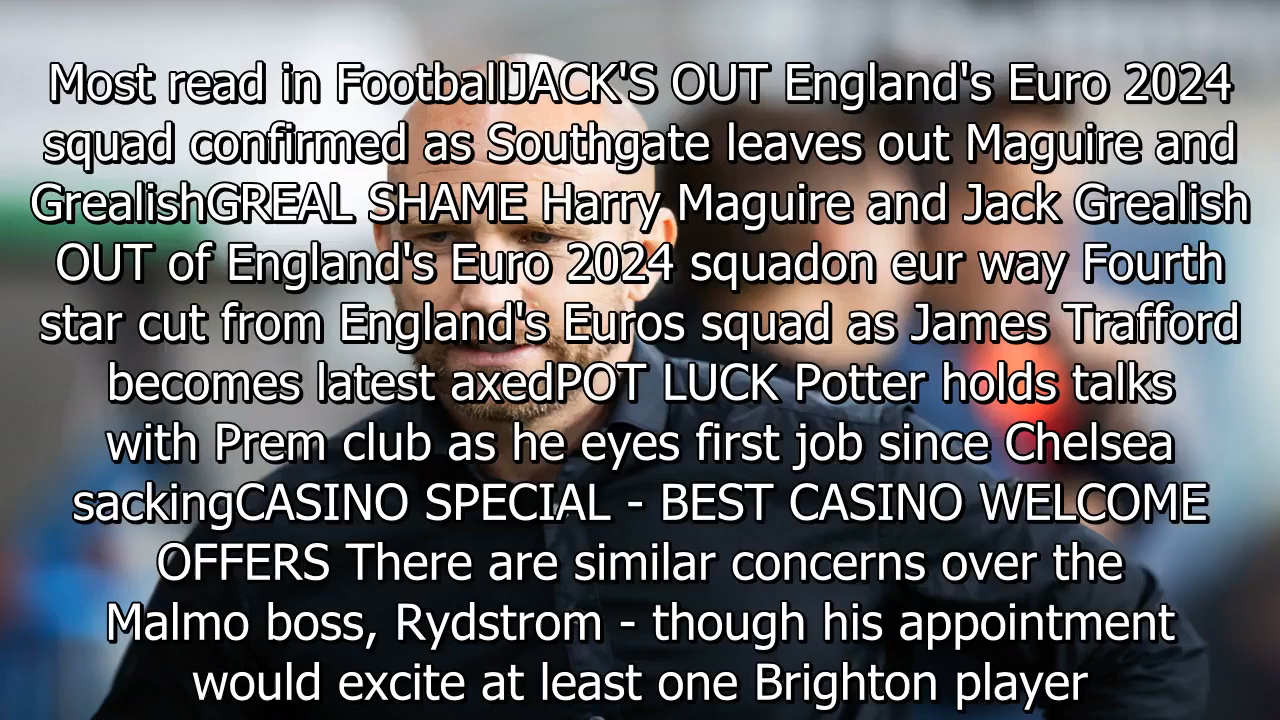 Most read in FootballJACK'S OUT England's Euro 2024
squad confirmed as Southgate leaves out Maguire and
GrealishGREAL SHAME Harry Maguire and Jack Grealish
OUT of England's Euro 2024 squadon eur way Fourth
star cut from England's Euros squad as James Trafford
becomes latest axedPOT LUCK Potter holds talks
with Prem club as he eyes first job since Chelsea
sackingCASINO SPECIAL - BEST CASINO WELCOME
OFFERS There are similar concerns over the
Malmo boss, Rydstrom - though his appointment
would excite at least one Brighton player